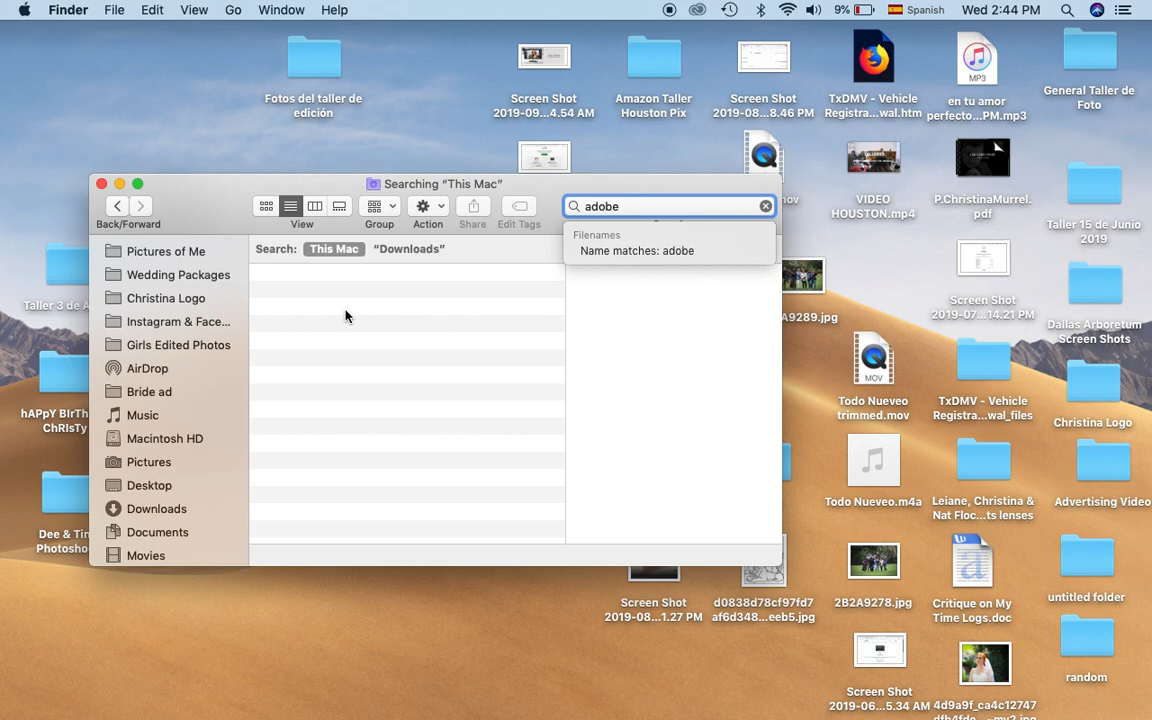 Finder File Edit View Go Window Help 9% Spanish Wed 2:44 PM
Fotos del taller de
edición
Screen Shot
2019-09...4.54 AM
Amazon Taller
Houston Pix
Screen Shot
2019-08...8.46 PM
TxDMV - Vehicle
Registra...wal.htm
MP3
en tu amor
perfecto...PM.mp3
General Taller de
Foto
VIDEO
HOUSTON.mp4
P.ChristinaMurrel.
pdf
Taller 15 de Junio
2019
Searching “This Mac”
adobe
Back/Forward View Group Action Share Edit Tags
Filenames
Name matches: adobe
Search: This Mac “Downloads”
Pictures of Me
Wedding Packages
Christina Logo
Instagram & Face...
Girls Edited Photos
AirDrop
Bride ad
Music
Macintosh HD
Pictures
Desktop
Downloads
Documents
Movies
Taller 3 de A
hAPpY BIrTH
ChRIsTy
Dee & Tin
Photosho
mov
A9289.jpg
Screen Shot
2019-07...14.21 PM
Dallas Arboretum
Screen Shots
MOV
Todo Nueveo
trimmed.mov
TxDMV - Vehicle
Registra...wal_files
Christina Logo
Todo Nuveo.m4a
Leiane, Christina &
Nat Floc...ts lenses
Advertising Video
Screen Shot
2019-08...1.27 PM
d0838d78cf97fd7
af6d348...eeb5.jpg
2B2A9278.jpg
Critique on My
Time Logs.doc
untitled folder
Screen Shot
2019-06...5.34 AM
4d9a9f_ca4c12747
random